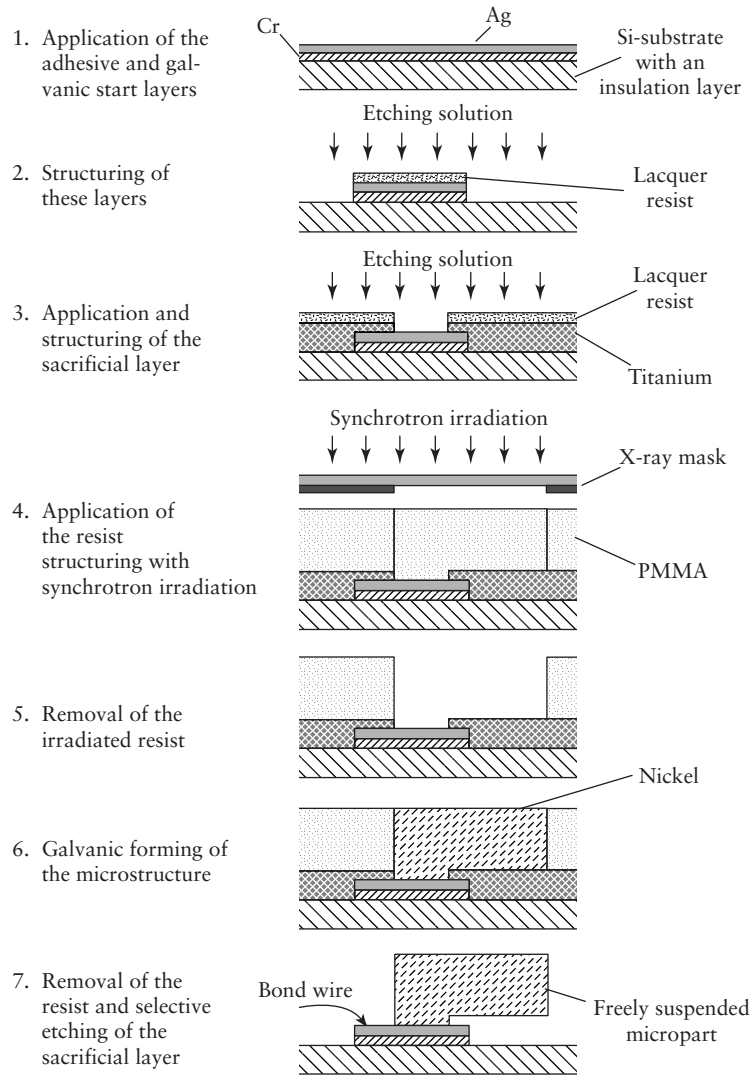 Ag
Cr
1. Application of the
adhesive and gal-
vanic start layers
Si-substrate
with an
insulation layer
Etching solution
2. Structuring of
these layers
Lacquer
resist
Etching solution
Lacquer
resist
3. Application and
structuring of the
sacrificial layer
Titanium
Synchrotron irradiation
X-ray mask
4. Application of
the resist
structuring with
synchrotron irradiation
PMMA
5. Removal of the
irradiated resist
Nickel
6. Galvanic forming of
the microstructure
7. Removal of the
resist and selective
etching of the
sacrificial layer
Bond wire
Freely suspended
micropart